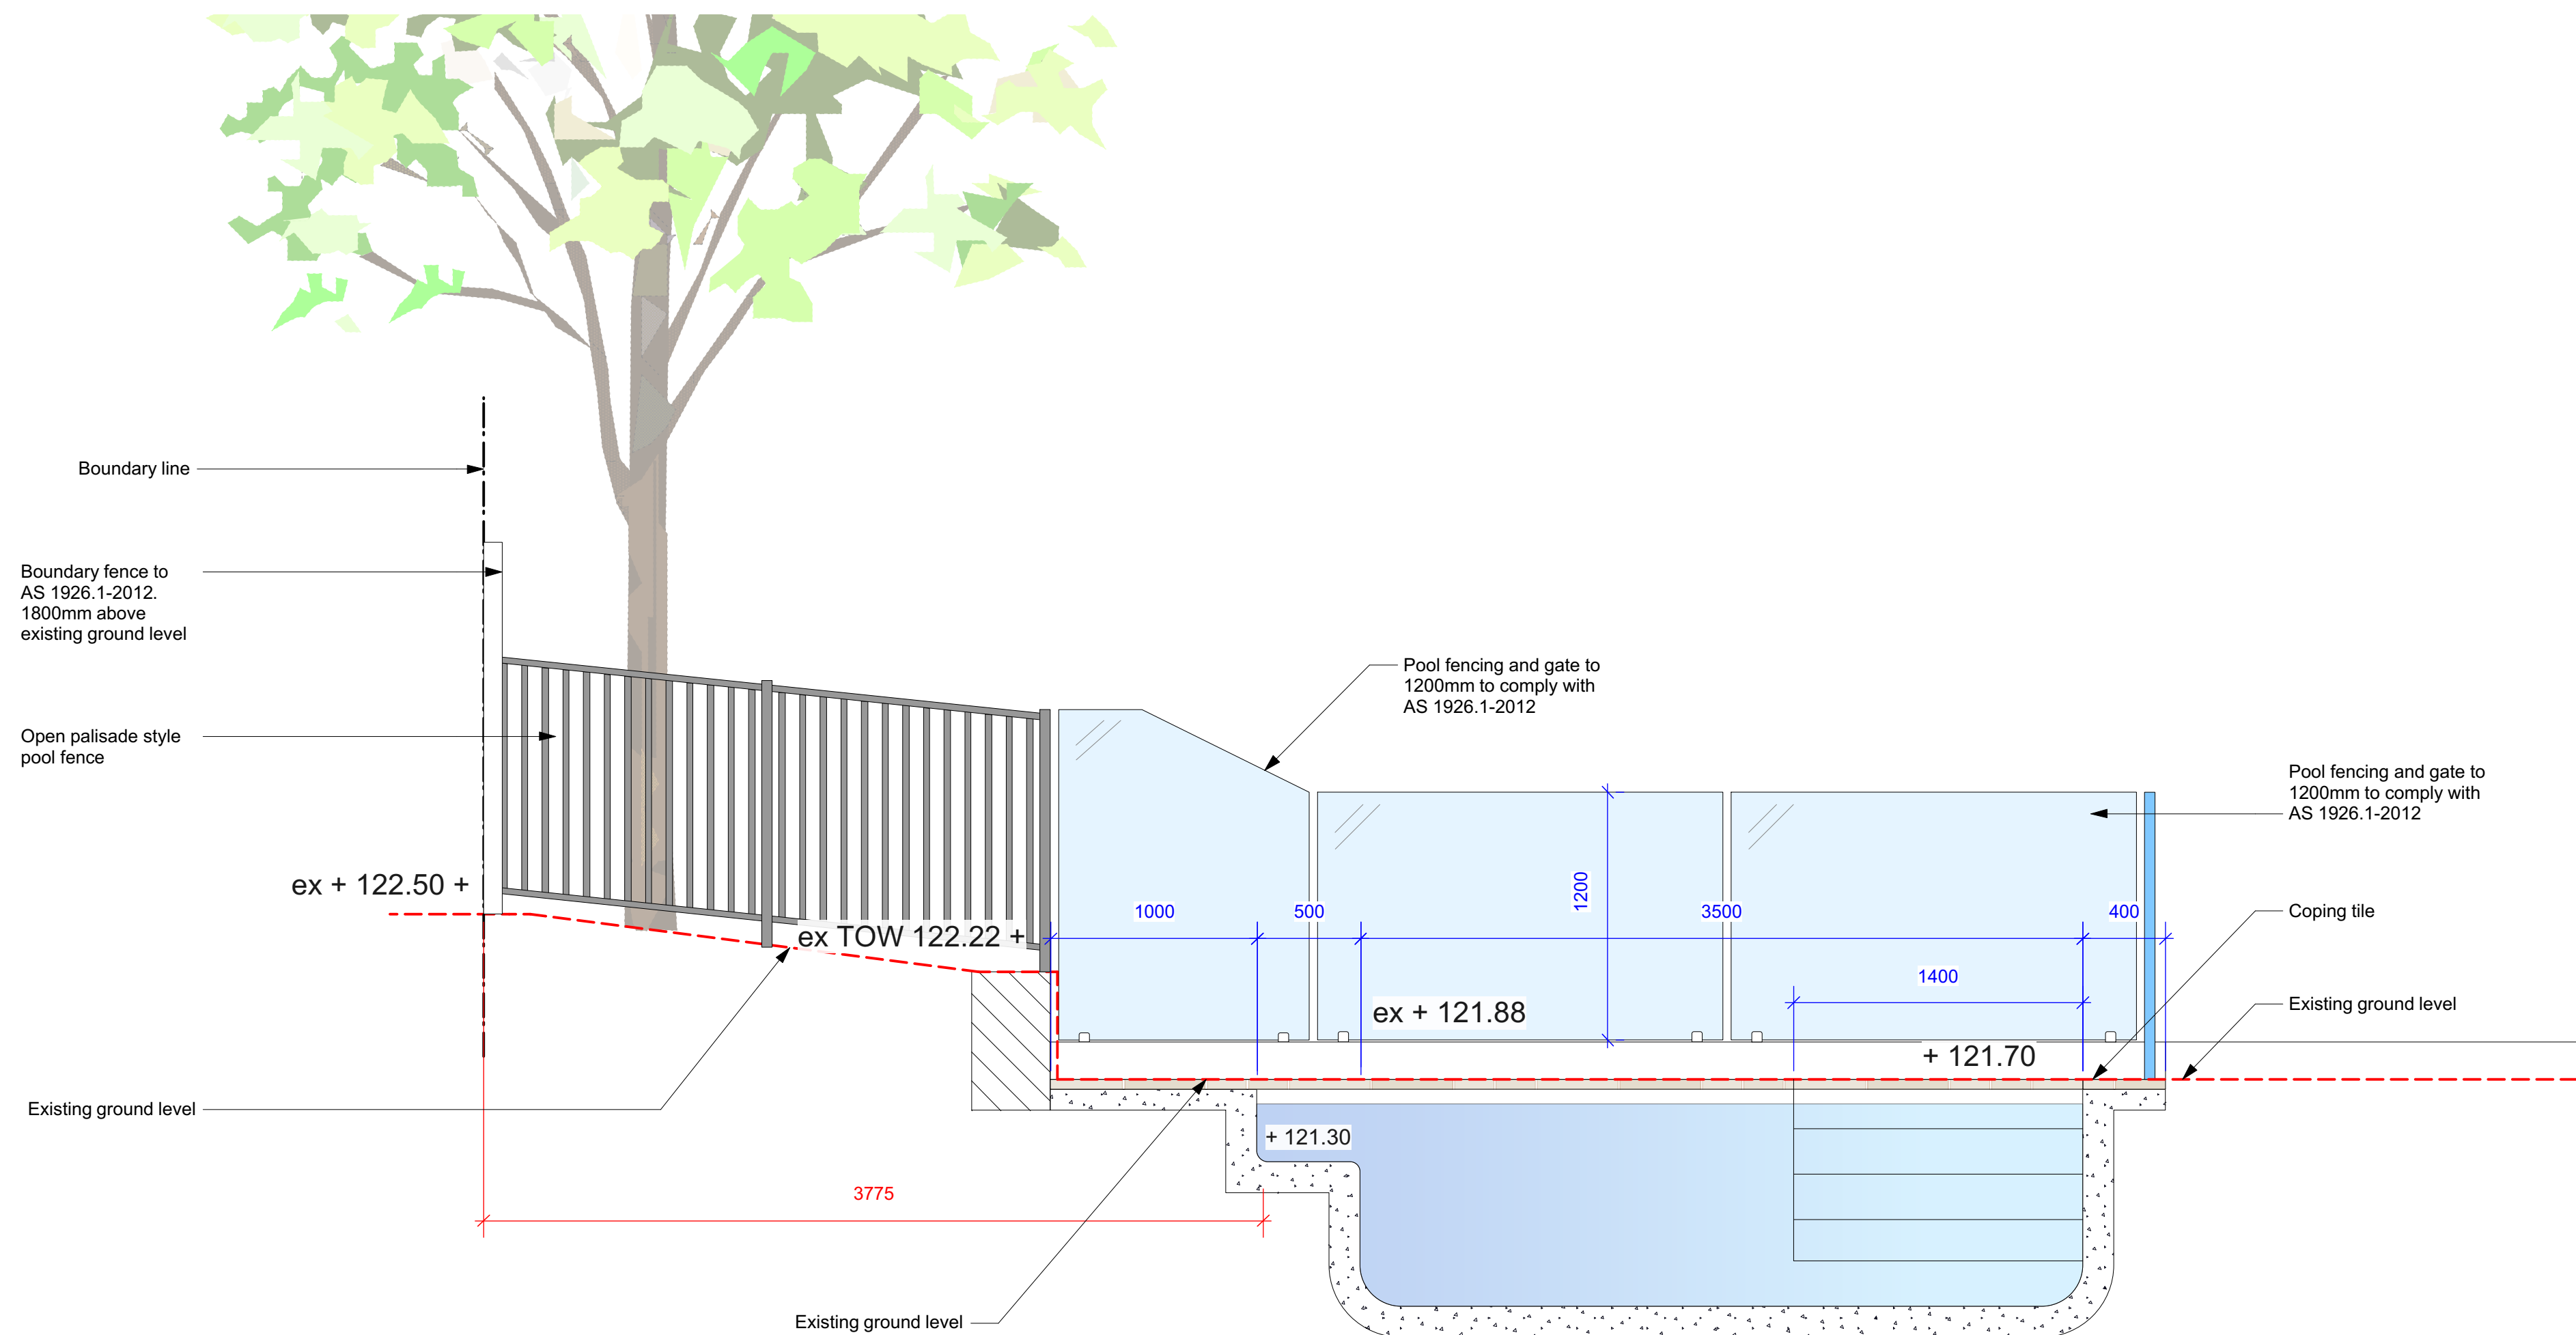 Boundary line
Boundary fence to
AS 1926.1-2012.
1800mm above
existing ground level
Open palisade style
pool fence
ex + 122.50 +
ex TOW 122.22 +
Existing ground level
3775
Existing ground level
Pool fencing and gate to
1200mm to comply with
AS 1926.1-2012
1000
500
1200
3500
400
1400
ex + 121.88
+ 121.70
+ 121.30
Pool fencing and gate to
1200mm to comply with
AS 1926.1-2012
Coping tile
Existing ground level